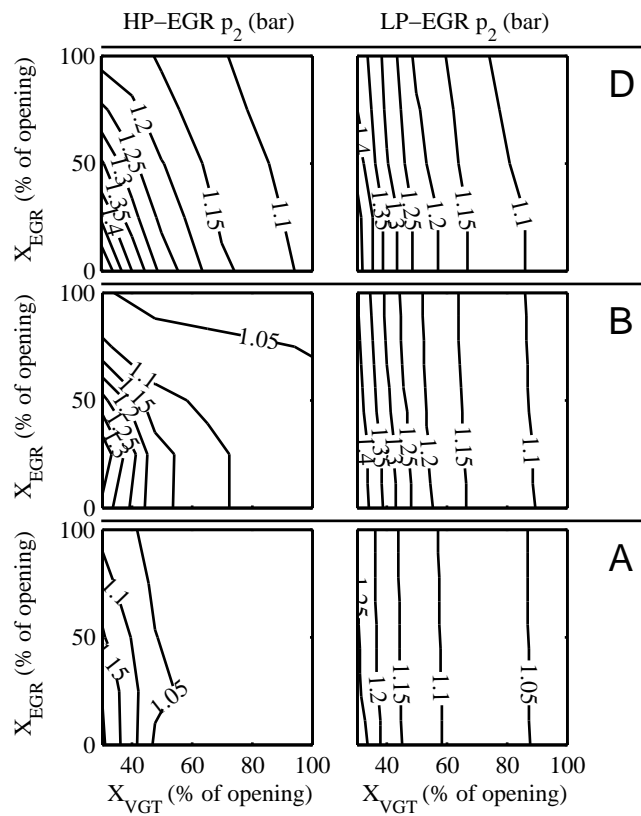 HP−EGR p2 (bar) LP−EGR p2 (bar)
100 50 0
XEGR (% of opening)
1.2 1.25 1.3 1.35 1.4 1.15 1.1
1.4 1.35 1.3 1.25 1.2 1.15 1.1
D
100 50 0
XEGR (% of opening)
1.05 1.1 1.15 1.2 1.25 1.3
1.4 1.35 1.3 1.25 1.2 1.15 1.1
B
100 50 0
XEGR (% of opening)
1.1 1.15 1.05
1.25 1.2 1.15 1.1 1.05
A
40 60 80 100 40 60 80 100
XVGT (% of opening) XVGT (% of opening)